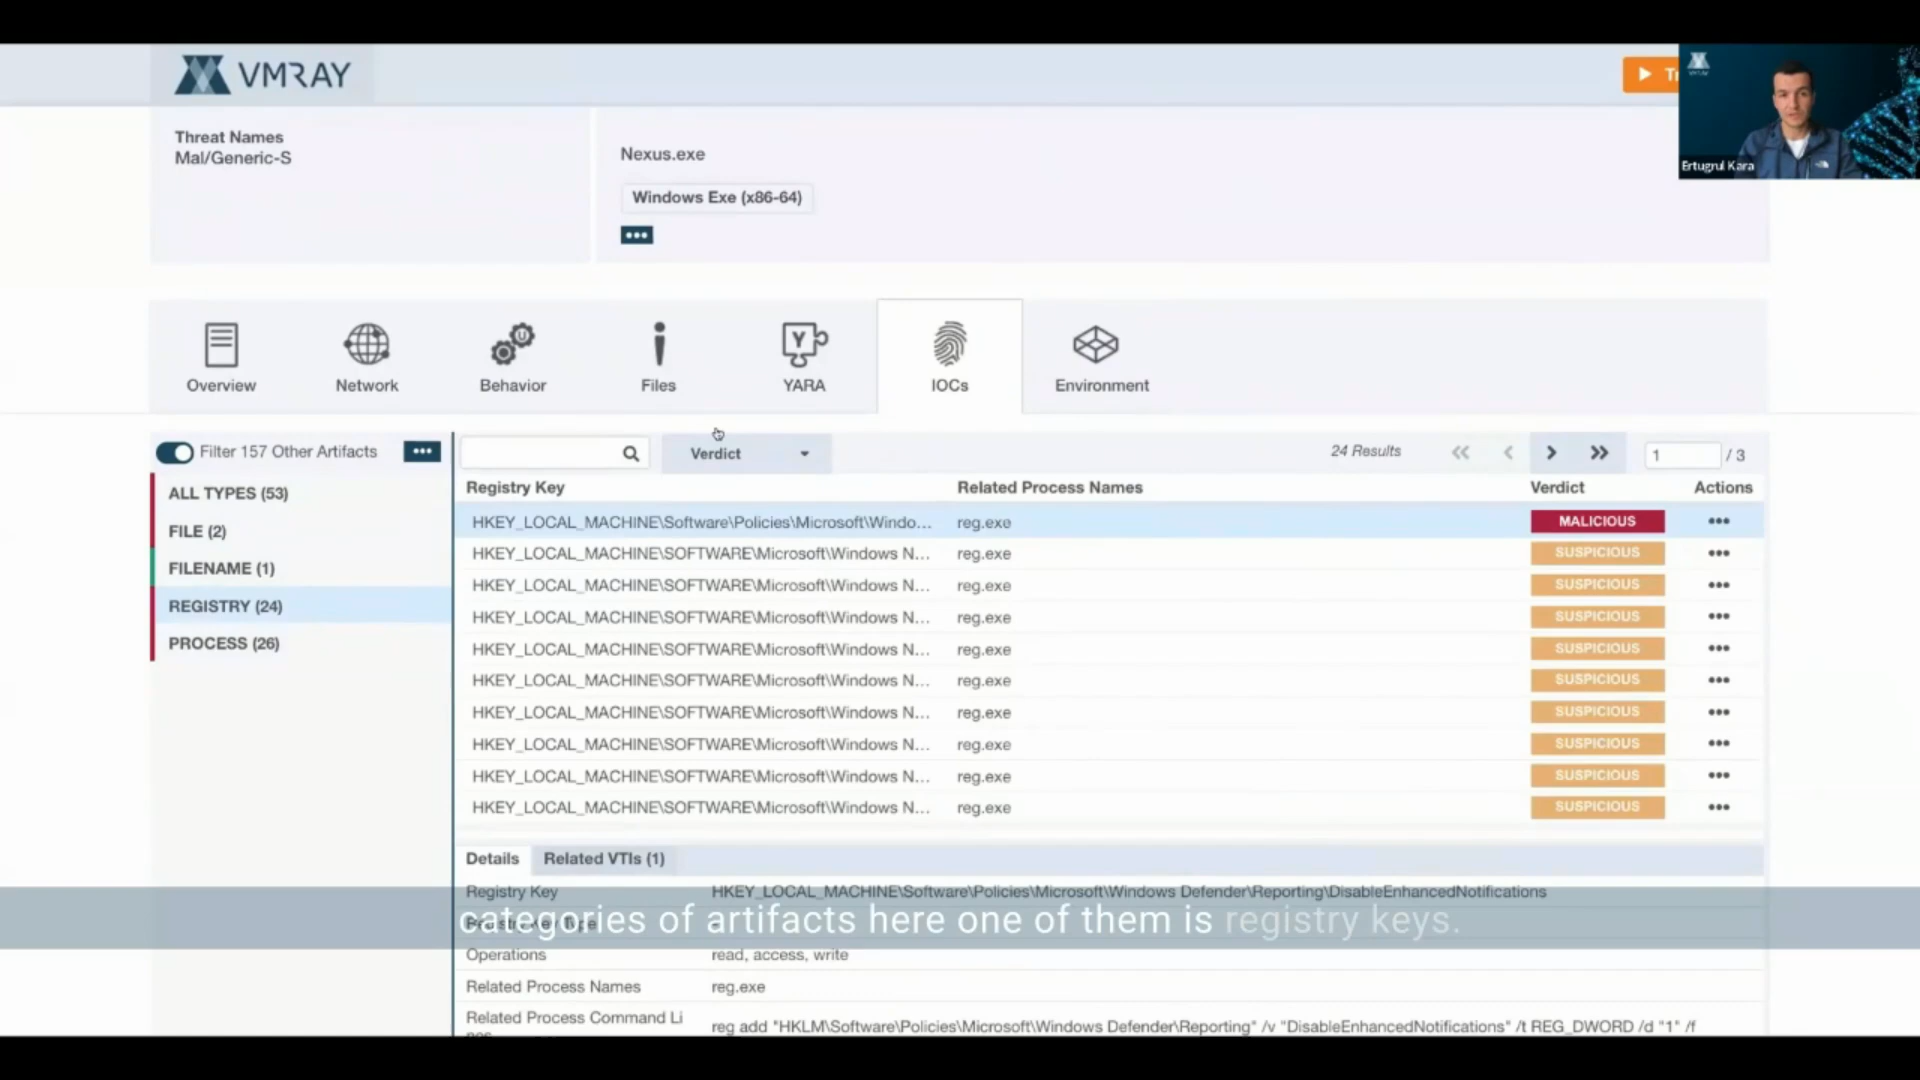 VMRAY
Ertugrul Kara
Threat Names
Mal/Generic-S
Nexus.exe
Windows Exe (x86-64)
Overview
Network
Behavior
Files
YARA
IOCs
Environment
Filter 157 Other Artifacts
Verdict
24 Results
1 / 3
ALL TYPES (53)
FILE (2)
FILENAME (1)
REGISTRY (24)
PROCESS (26)
Registry Key Related Process Names Verdict Actions
HKEY_LOCAL_MACHINE\Software\Policies\Microsoft\Windo... reg.exe MALICIOUS
HKEY_LOCAL_MACHINE\SOFTWARE\Microsoft\Windows N... reg.exe SUSPICIOUS
HKEY_LOCAL_MACHINE\SOFTWARE\Microsoft\Windows N... reg.exe SUSPICIOUS
HKEY_LOCAL_MACHINE\SOFTWARE\Microsoft\Windows N... reg.exe SUSPICIOUS
HKEY_LOCAL_MACHINE\SOFTWARE\Microsoft\Windows N... reg.exe SUSPICIOUS
HKEY_LOCAL_MACHINE\SOFTWARE\Microsoft\Windows N... reg.exe SUSPICIOUS
HKEY_LOCAL_MACHINE\SOFTWARE\Microsoft\Windows N... reg.exe SUSPICIOUS
HKEY_LOCAL_MACHINE\SOFTWARE\Microsoft\Windows N... reg.exe SUSPICIOUS
HKEY_LOCAL_MACHINE\SOFTWARE\Microsoft\Windows N... reg.exe SUSPICIOUS
HKEY_LOCAL_MACHINE\SOFTWARE\Microsoft\Windows N... reg.exe SUSPICIOUS
Details Related VTIs (1)
Registry Key HKEY_LOCAL_MACHINE\Software\Policies\Microsoft\Windows Defender\Reporting\DisableEnhancedNotifications
categories of artifacts here one of them is registry keys.
Operations read, access, write
Related Process Names reg.exe
Related Process Command Li
reg add "HKLM\Software\Policies\Microsoft\Windows Defender\Reporting" /v "DisableEnhancedNotifications" /t REG_DWORD /d "1" /f